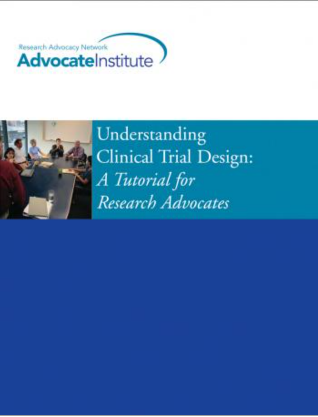 Research Advocacy Network
AdvocateInstitute
Understanding
Clinical Trial Design:
A Tutorial for
Research Advocates